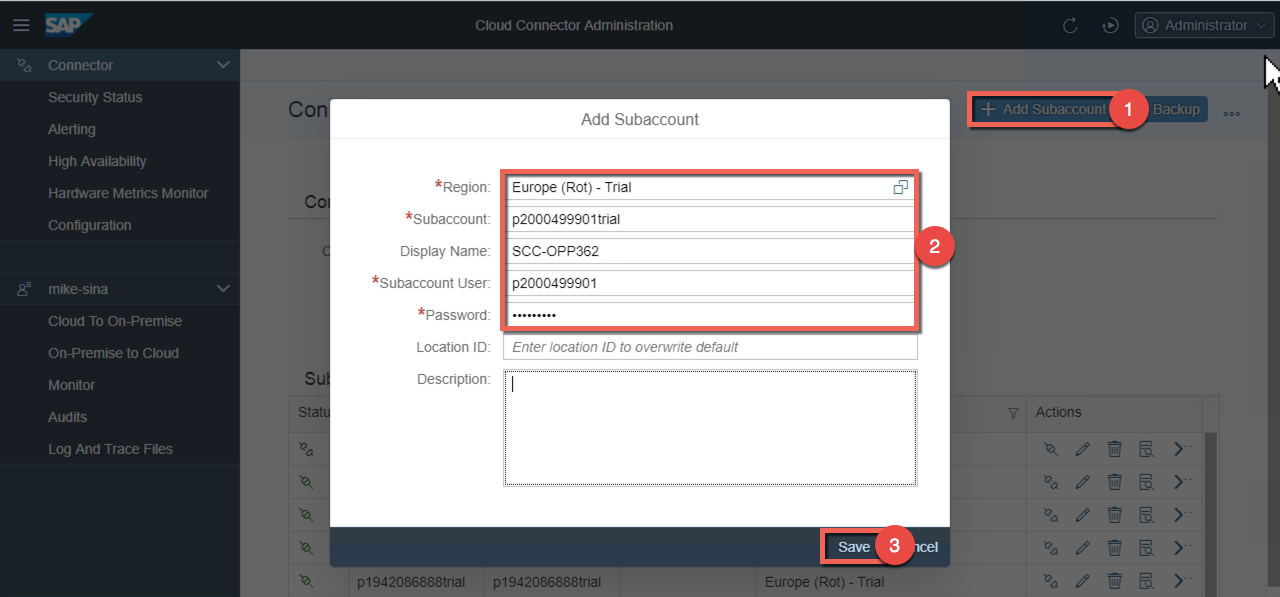 SAP
Cloud Connector Administration
Administrator
Connector
Security Status
Alerting
High Availability
Hardware Metrics Monitor
Configuration
mike-sina
Cloud To On-Premise
On-Premise to Cloud
Monitor
Audits
Log And Trace Files
Con
+ Add Subaccount
1
Backup
...
Add Subaccount
*Region: Europe (Rot) - Trial
*Subaccount: p2000499901trial
Display Name: SCC-OPP362
2
*Subaccount User: p2000499901
*Password: •••••••••
Location ID: Enter location ID to overwrite default
Description:
Save
3
ncel
Sub
Statu
Actions
p1942086888trial p1942086888trial Europe (Rot) - Trial